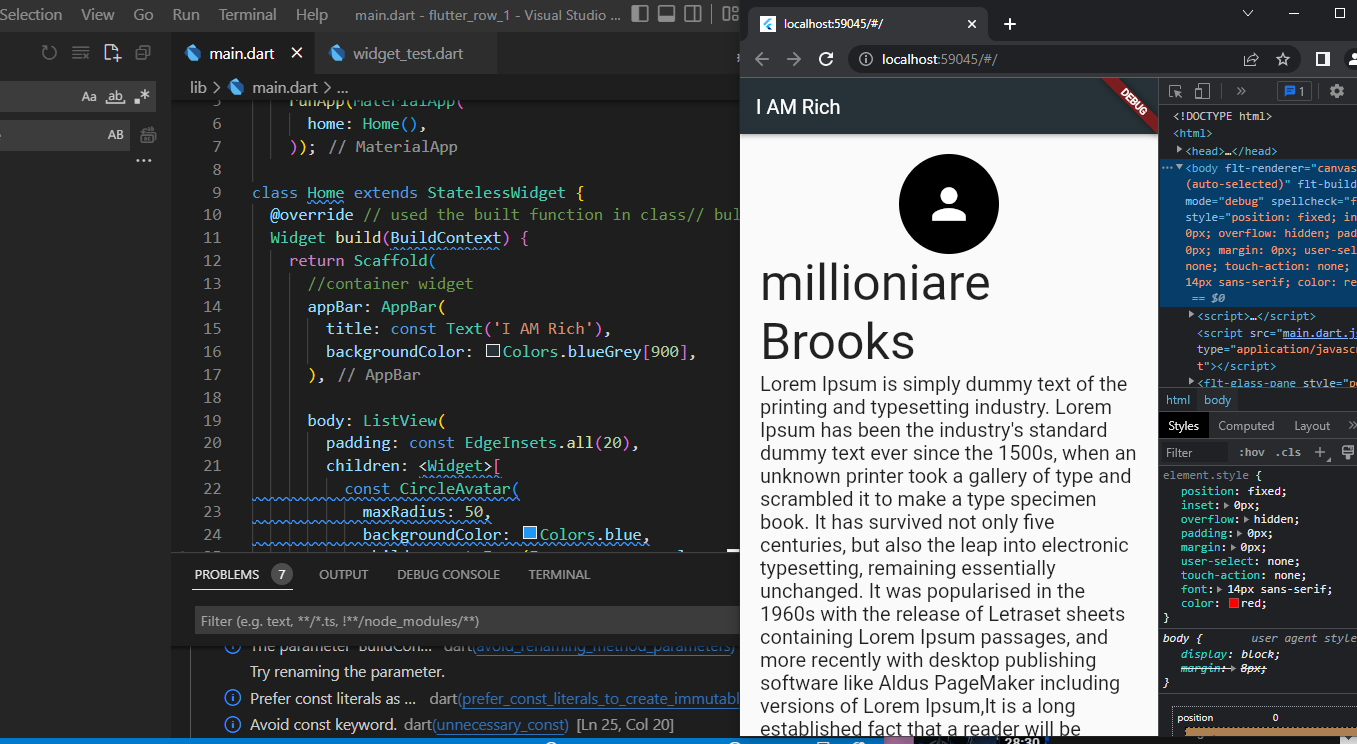 Selection View Go Run Terminal Help main.dart - flutter_row_1 - Visual Studio ...
main.dart
widget_test.dart
lib > main.dart > ...
Aa ab
AB
runApp(MaterialApp(
6 home: Home(),
7 )); // MaterialApp
8
9 class Home extends StatelessWidget {
10 @override // used the built function in class// bul
11 Widget build(BuildContext) {
12 return Scaffold(
13 //container widget
14 appBar: AppBar(
15 title: const Text('I AM Rich'),
16 backgroundColor: Colors.blueGrey[900],
17 ), // AppBar
18
19 body: ListView(
20 padding: const EdgeInsets.all(20),
21 children: <Widget>[
22 const CircleAvatar(
23 maxRadius: 50,
24 backgroundColor: Colors.blue,
PROBLEMS 7 OUTPUT DEBUG CONSOLE TERMINAL
Filter (e.g. text, **/*.ts, !**/node_modules/**)
The parameter 'BuildCon... dart(avoid_renaming_method_parameters)
Try renaming the parameter.
Prefer const literals as ... dart(prefer_const_literals_to_create_immutabl
Avoid const keyword. dart(unnecessary_const) [Ln 25, Col 20]
localhost:59045/#/
localhost:59045/#/
I AM Rich
DEBUG
millioniare
Brooks
Lorem Ipsum is simply dummy text of the
printing and typesetting industry. Lorem
Ipsum has been the industry's standard
dummy text ever since the 1500s, when an
unknown printer took a gallery of type and
scrambled it to make a type specimen
book. It has survived not only five
centuries, but also the leap into electronic
typesetting, remaining essentially
unchanged. It was popularised in the
1960s with the release of Letraset sheets
containing Lorem Ipsum passages, and
more recently with desktop publishing
software like Aldus PageMaker including
versions of Lorem Ipsum,It is a long
established fact that a reader will be
1
<!DOCTYPE html>
<html>
<head>…</head>
<body flt-renderer="canvas
(auto-selected)" flt-build
mode="debug" spellcheck="f
style="position: fixed; in
0px; overflow: hidden; pad
0px; margin: 0px; user-sel
none; touch-action: none;
14px sans-serif; color: re
== $0
<script>…</script>
<script src="main.dart.js
type="application/javasc
t"></script>
<flt-glass-pane style="po
html body
Styles Computed Layout
Filter :hov .cls
element.style {
position: fixed;
inset: 0px;
overflow: hidden;
padding: 0px;
margin: 0px;
user-select: none;
touch-action: none;
font: 14px sans-serif;
color: red;
}
body { user agent style
display: block;
margin: 8px;
}
position 0
28:30